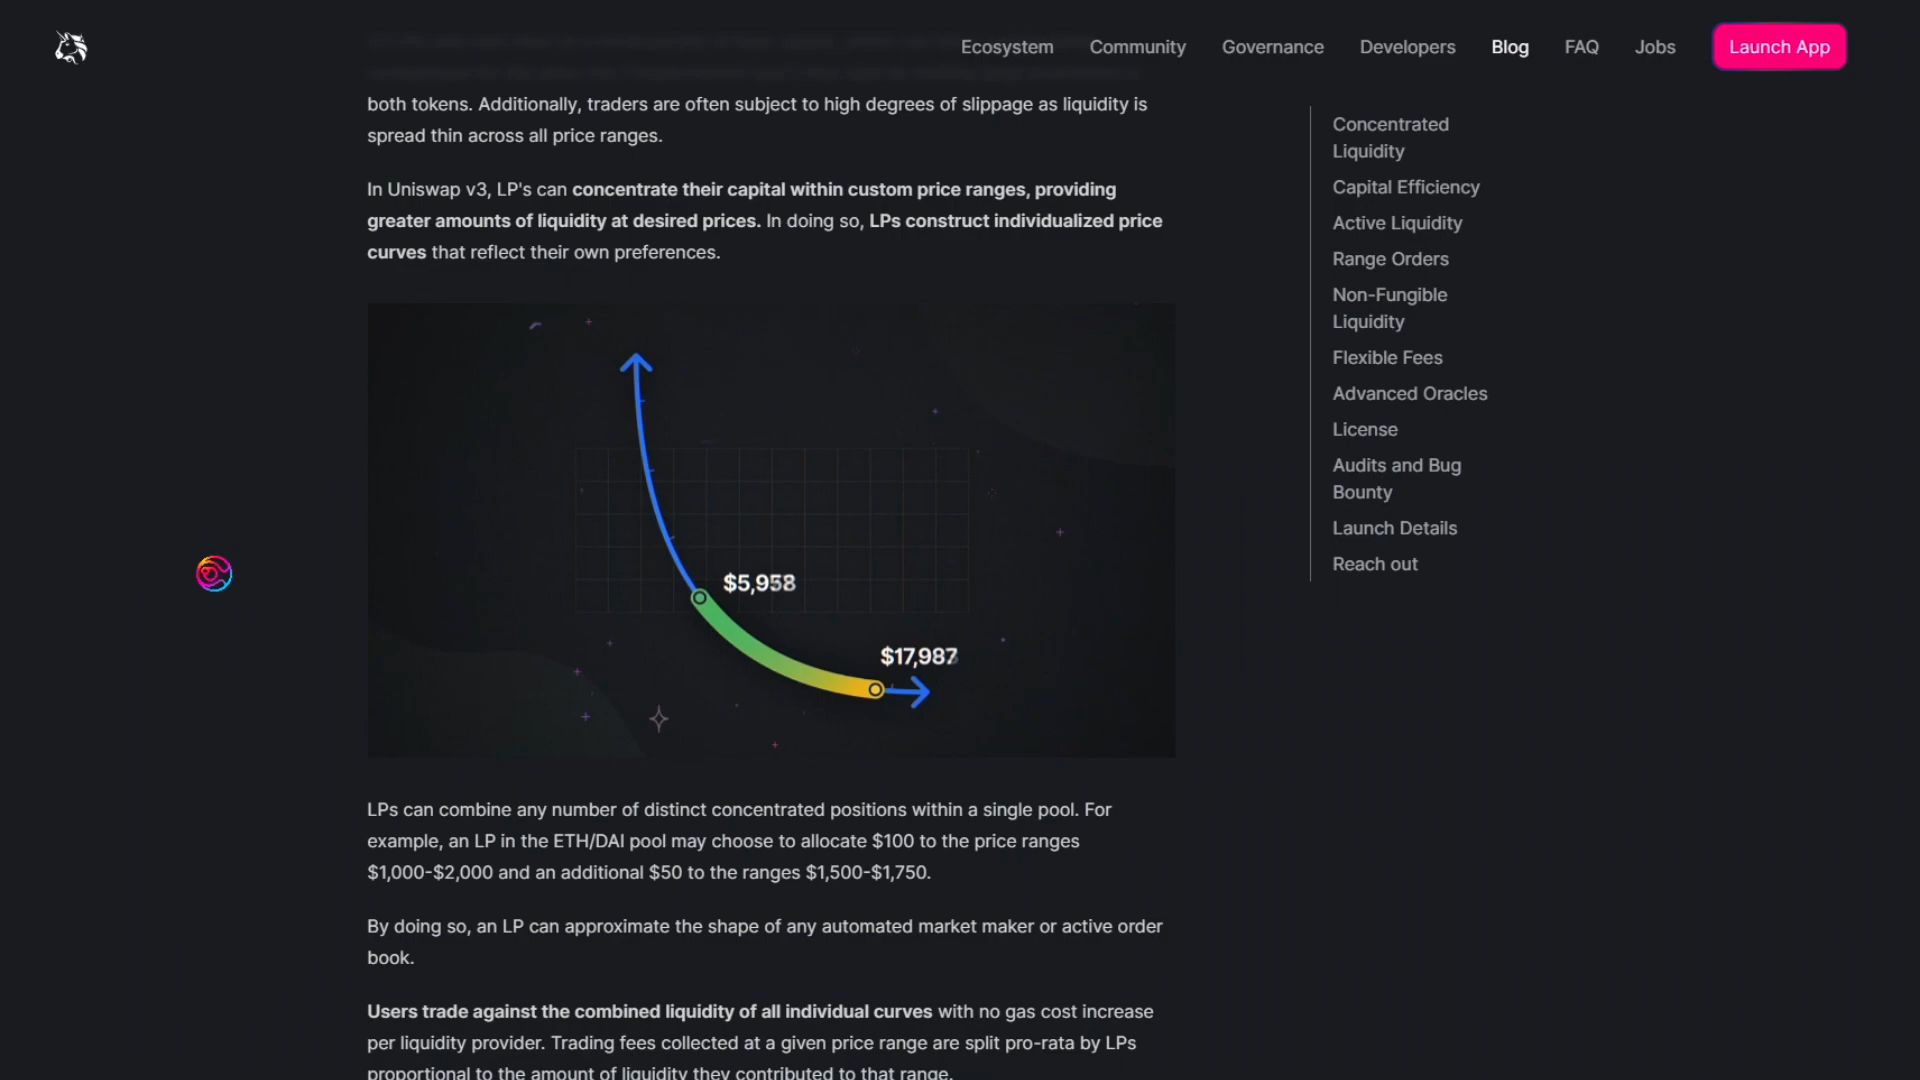 Ecosystem Community Governance Developers Blog FAQ Jobs Launch App
both tokens. Additionally, traders are often subject to high degrees of slippage as liquidity is
spread thin across all price ranges.
In Uniswap v3, LP's can concentrate their capital within custom price ranges, providing
greater amounts of liquidity at desired prices. In doing so, LPs construct individualized price
curves that reflect their own preferences.
$5,958
$17,987
LPs can combine any number of distinct concentrated positions within a single pool. For
example, an LP in the ETH/DAI pool may choose to allocate $100 to the price ranges
$1,000-$2,000 and an additional $50 to the ranges $1,500-$1,750.
By doing so, an LP can approximate the shape of any automated market maker or active order
book.
Users trade against the combined liquidity of all individual curves with no gas cost increase
per liquidity provider. Trading fees collected at a given price range are split pro-rata by LPs
proportional to the amount of liquidity they contributed to that range.
Concentrated
Liquidity
Capital Efficiency
Active Liquidity
Range Orders
Non-Fungible
Liquidity
Flexible Fees
Advanced Oracles
License
Audits and Bug
Bounty
Launch Details
Reach out